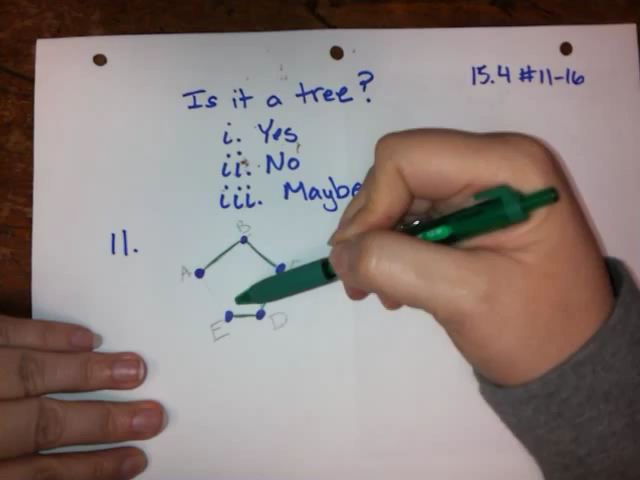 15.4 #11-16
Is it a tree?
i. Yes
ii. No
iii. Maybe
11.
B
A
E D